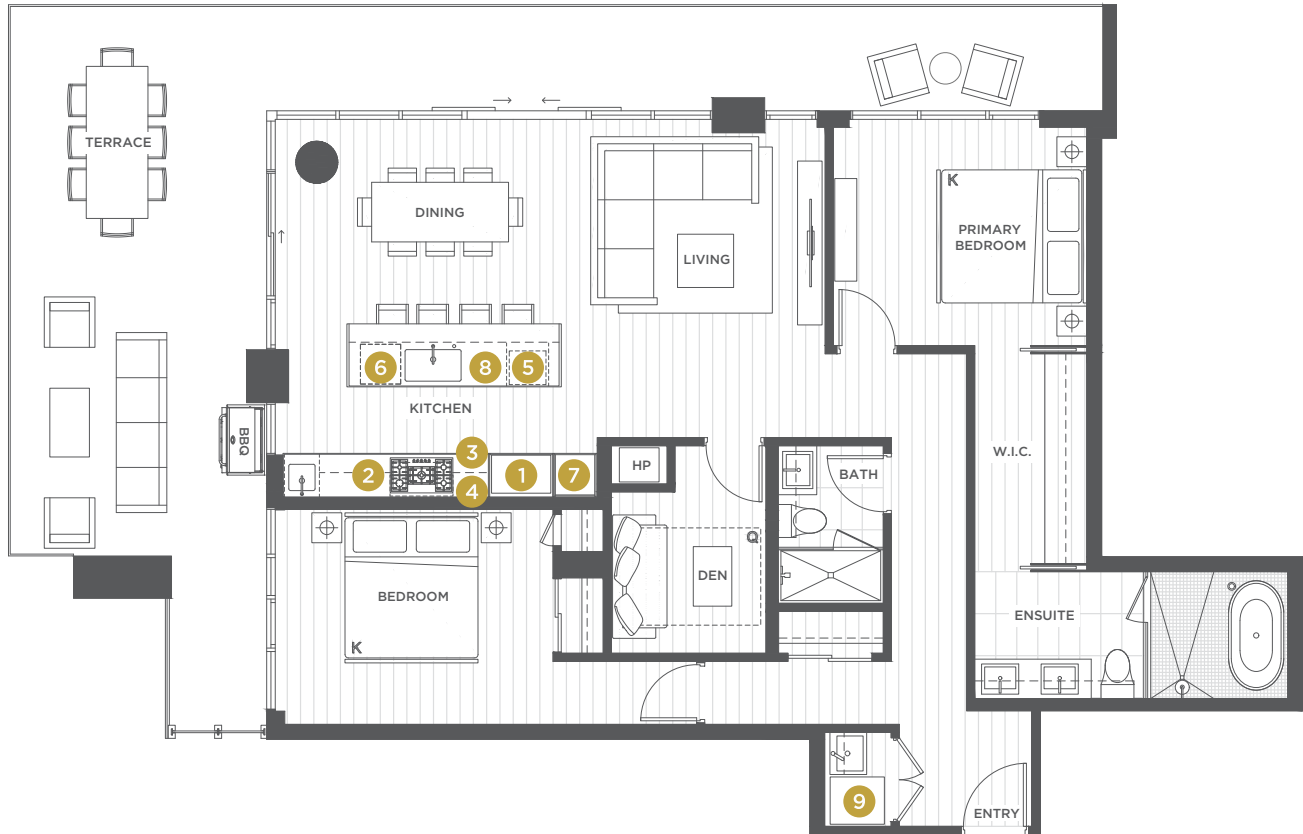 TERRACE
DINING
LIVING
K
PRIMARY
BEDROOM
6
8
5
KITCHEN
BBQ
2
3
4
1
7
HP
BATH
W.I.C.
Q
DEN
BEDROOM
K
ENSUITE
9
ENTRY